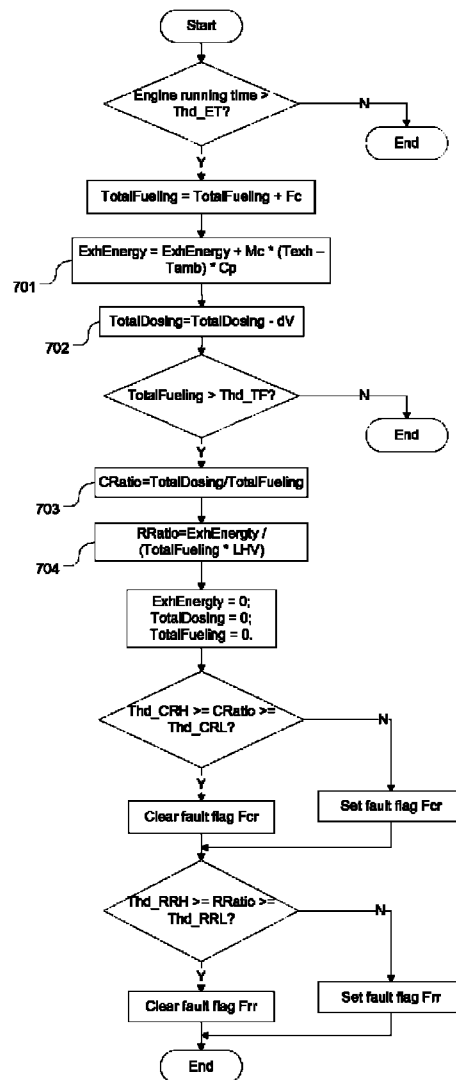 Start
Engine running time >
Thd_ET?
N
End
Y
TotalFueling = TotalFueling + Fc
ExhEnergy = ExhEnergy + Mc * (Texh –
Tamb) * Cp
701
TotalDosing=TotalDosing - dV
702
TotalFueling > Thd_TF?
N
End
Y
CRatio=TotalDosing/TotalFueling
703
RRatio=ExhEnergty /
(TotalFueling * LHV)
704
ExhEnergty = 0;
TotalDosing = 0;
TotalFueling = 0.
Thd_CRH >= CRatio >=
Thd_CRL?
N
Y
Clear fault flag Fcr
Set fault flag Fcr
Thd_RRH >= RRatio >=
Thd_RRL?
N
Y
Clear fault flag Frr
Set fault flag Frr
End